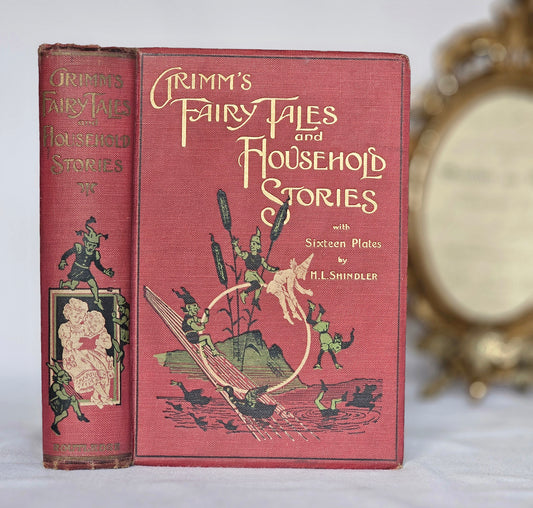 GRIMM'S
FAIRY TALES
AND
HOUSEHOLD
STORIES
GRIMM'S
FAIRY TALES
and
HOUSEHOLD
STORIES
with
Sixteen Plates
by
H.L. SHINDLER